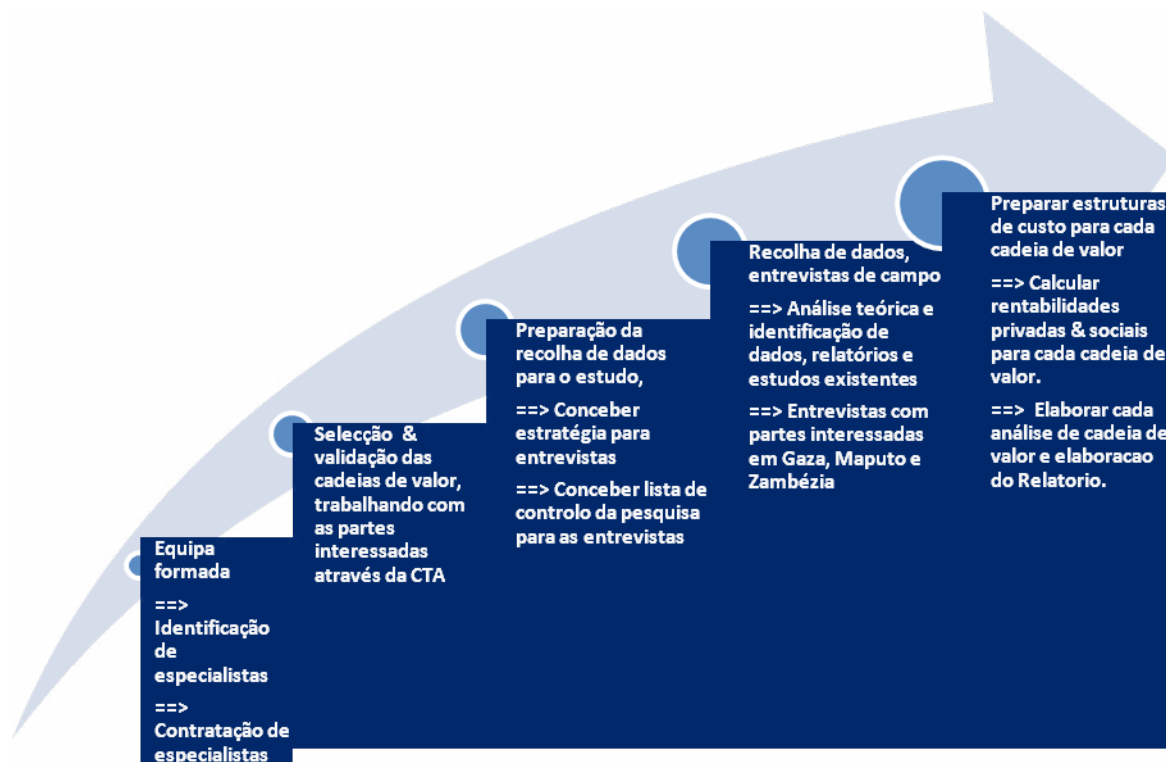 Equipa
formada
==>
Identificação
de
especialistas
==>
Contratação de
especialistas
Selecção &
validação das
cadeias de valor,
trabalhando com
as partes
interessadas
através da CTA
Preparação da
recolha de dados
para o estudo,
==> Conceber
estratégia para
entrevistas
==> Conceber lista de
controlo da pesquisa
para as entrevistas
Recolha de dados,
entrevistas de campo
==> Análise teórica e
identificação de
dados, relatórios e
estudos existentes
==> Entrevistas com
partes interessadas
em Gaza, Maputo e
Zambézia
Preparar estruturas
de custo para cada
cadeia de valor
==> Calcular
rentabilidades
privadas & sociais
para cada cadeia de
valor.
==> Elaborar cada
análise de cadeia de
valor e elaboracao
do Relatorio.